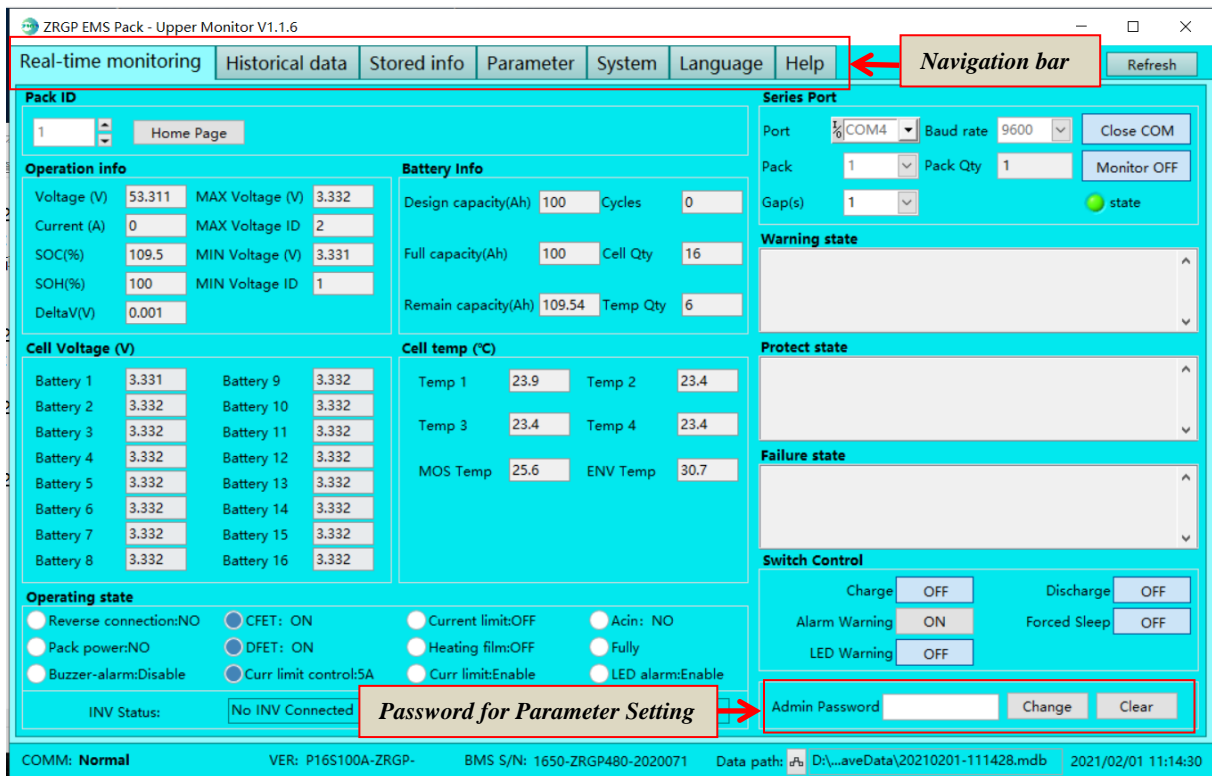 ZRGP EMS Pack - Upper Monitor V1.1.6
Real-time monitoring Historical data Stored info Parameter System Language Help Navigation bar Refresh
Pack ID
1 Home Page
Operation info
Voltage (V) 53.311 MAX Voltage (V) 3.332
Current (A) 0 MAX Voltage ID 2
SOC(%) 109.5 MIN Voltage (V) 3.331
SOH(%) 100 MIN Voltage ID 1
DeltaV(V) 0.001
Battery Info
Design capacity(Ah) 100 Cycles 0
Full capacity(Ah) 100 Cell Qty 16
Remain capacity(Ah) 109.54 Temp Qty 6
Series Port
Port COM4 Baud rate 9600 Close COM
Pack 1 Pack Qty 1 Monitor OFF
Gap(s) 1 state
Warning state
Cell Voltage (V)
Battery 1 3.331 Battery 9 3.332
Battery 2 3.332 Battery 10 3.332
Battery 3 3.332 Battery 11 3.332
Battery 4 3.332 Battery 12 3.332
Battery 5 3.332 Battery 13 3.332
Battery 6 3.332 Battery 14 3.332
Battery 7 3.332 Battery 15 3.332
Battery 8 3.332 Battery 16 3.332
Cell temp (℃)
Temp 1 23.9 Temp 2 23.4
Temp 3 23.4 Temp 4 23.4
MOS Temp 25.6 ENV Temp 30.7
Protect state
Failure state
Switch Control
Charge OFF Discharge OFF
Alarm Warning ON Forced Sleep OFF
LED Warning OFF
Operating state
Reverse connection:NO CFET: ON Current limit:OFF Acin: NO
Pack power:NO DFET: ON Heating film:OFF Fully
Buzzer-alarm:Disable Curr limit control:5A Curr limit:Enable LED alarm:Enable
INV Status: No INV Connected
Password for Parameter Setting
Admin Password Change Clear
COMM: Normal VER: P16S100A-ZRGP- BMS S/N: 1650-ZRGP480-2020071 Data path: D:\...aveData\20210201-111428.mdb 2021/02/01 11:14:30